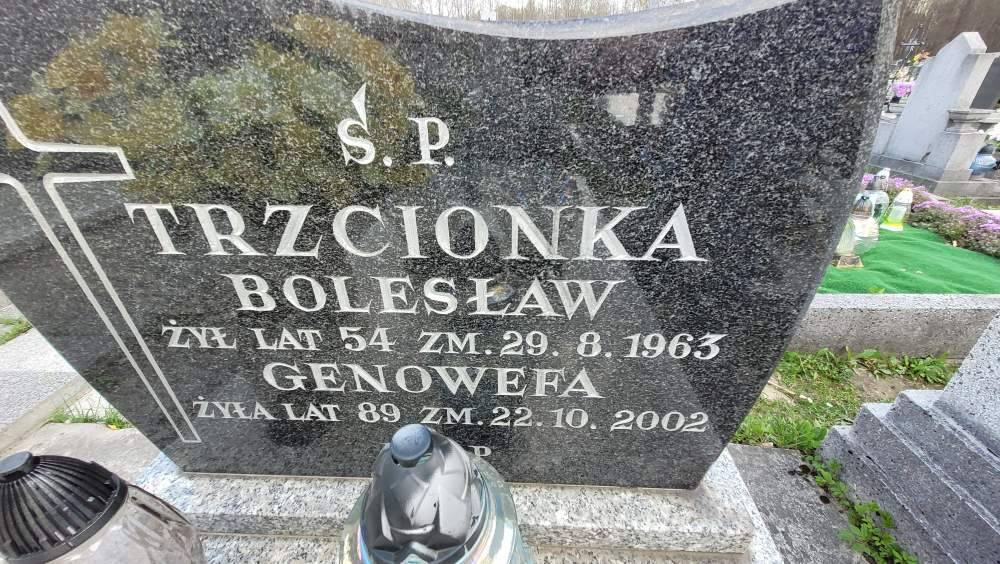 Ś. P.
TRZCIONKA
BOLESŁAW
ŻYŁ LAT 54 ZM. 29. 8. 1963
GENOWEFA
ŻYŁA LAT 89 ZM. 22. 10. 2002
P